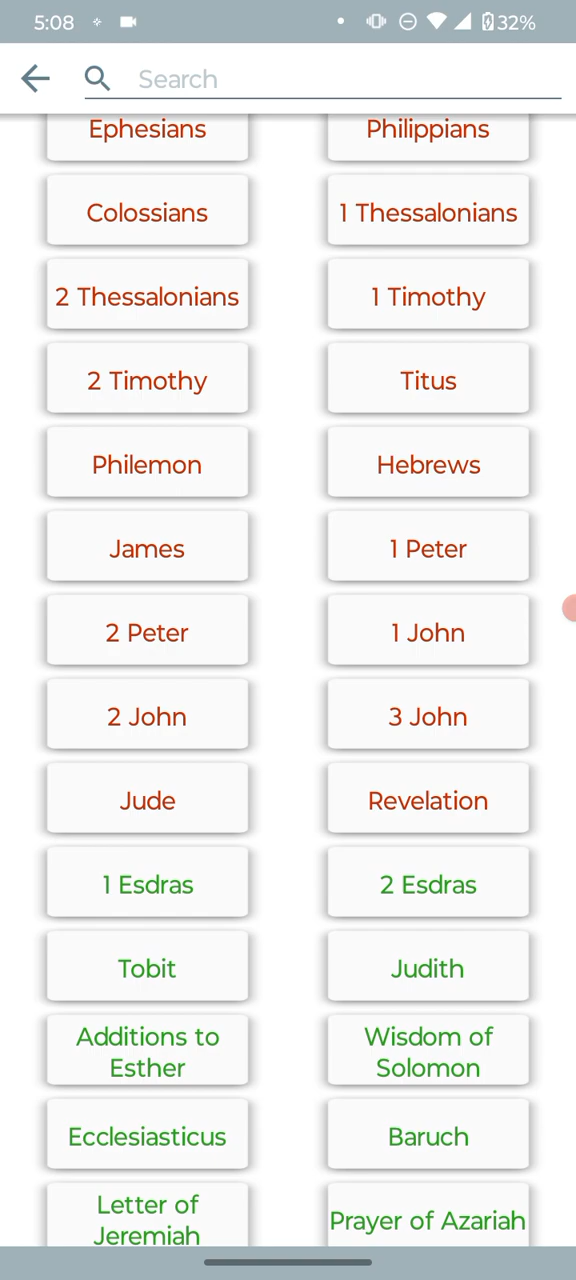 5:08
32%
Search
Ephesians
Philippians
Colossians
1 Thessalonians
2 Thessalonians
1 Timothy
2 Timothy
Titus
Philemon
Hebrews
James
1 Peter
2 Peter
1 John
2 John
3 John
Jude
Revelation
1 Esdras
2 Esdras
Tobit
Judith
Additions to
Esther
Wisdom of
Solomon
Ecclesiasticus
Baruch
Letter of
Jeremiah
Prayer of Azariah